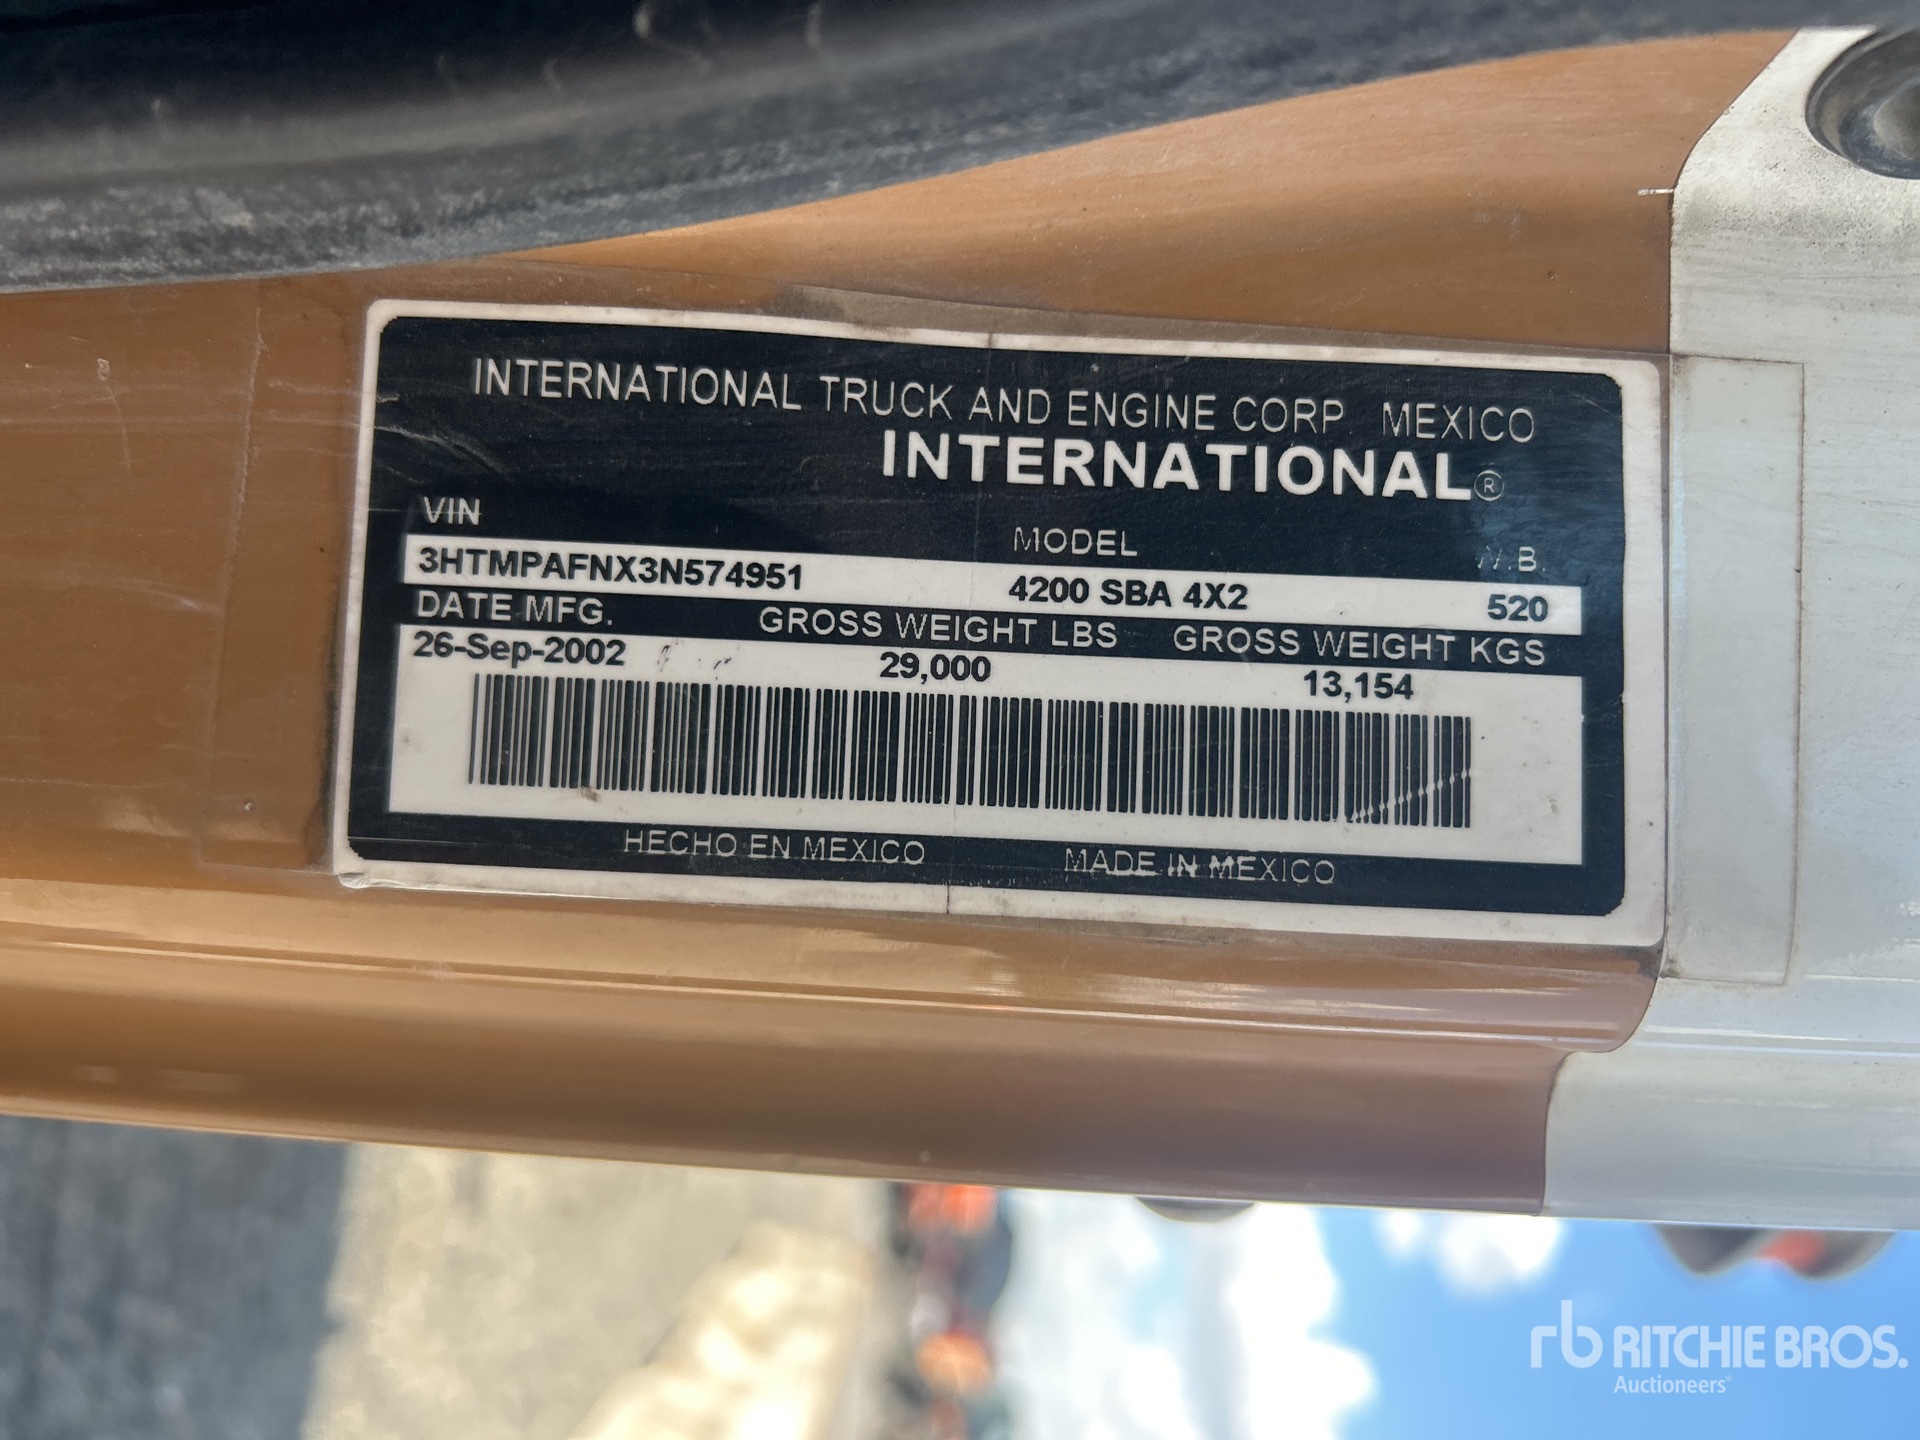 INTERNATIONAL TRUCK AND ENGINE CORP. MEXICO
INTERNATIONAL®
VIN MODEL W.B.
3HTMPAFNX3N574951 4200 SBA 4X2 520
DATE MFG. GROSS WEIGHT LBS GROSS WEIGHT KGS
26-Sep-2002 29,000 13,154
HECHO EN MEXICO MADE IN MEXICO
rb RITCHIE BROS.
Auctioneers